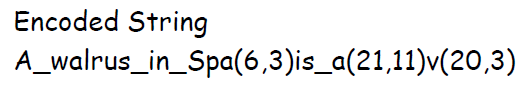 Encoded String
A_walrus_in_Spa(6,3)is_a(21,11)v(20,3)